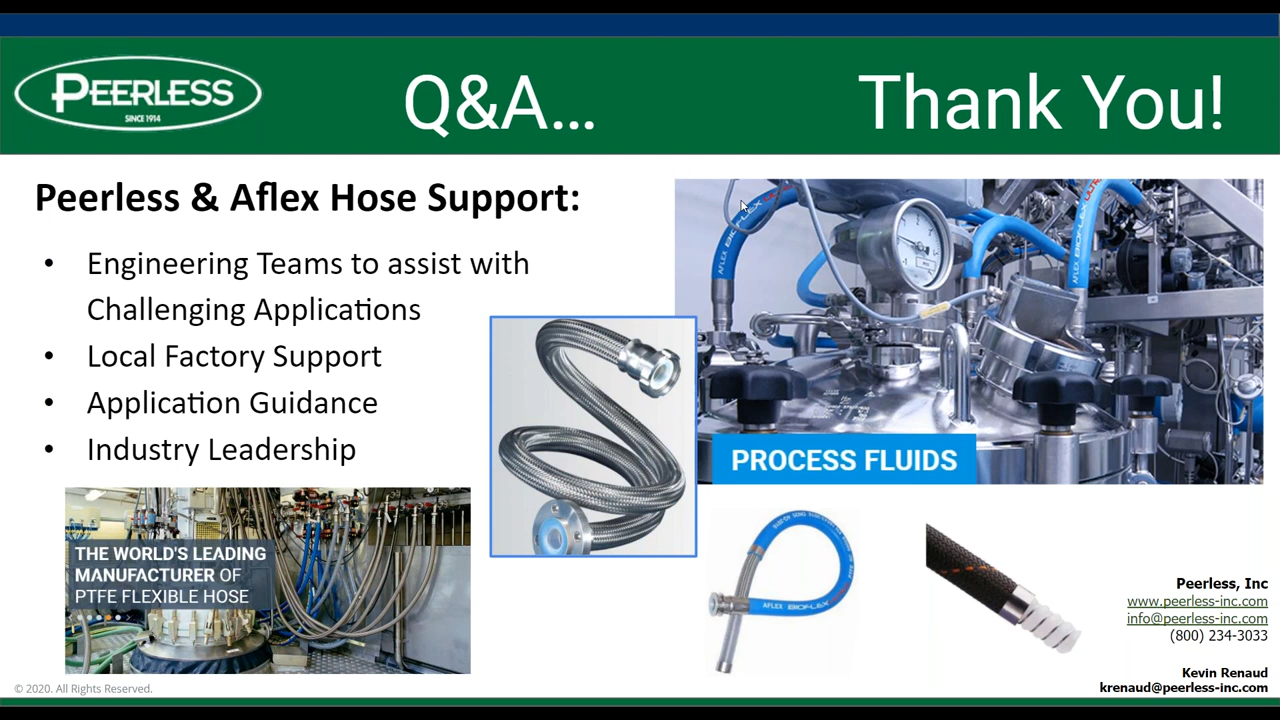 PEERLESS
SINCE 1914
Q&A...
Thank You!
Peerless & Aflex Hose Support:
• Engineering Teams to assist with
Challenging Applications
• Local Factory Support
• Application Guidance
• Industry Leadership
AFLEX BIOFLEX
PROCESS FLUIDS
THE WORLD'S LEADING
MANUFACTURER OF
PTFE FLEXIBLE HOSE
AFLEX BIOFLEX
Peerless, Inc
www.peerless-inc.com
info@peerless-inc.com
(800) 234-3033
Kevin Renaud
krenaud@peerless-inc.com
© 2020. All Rights Reserved.